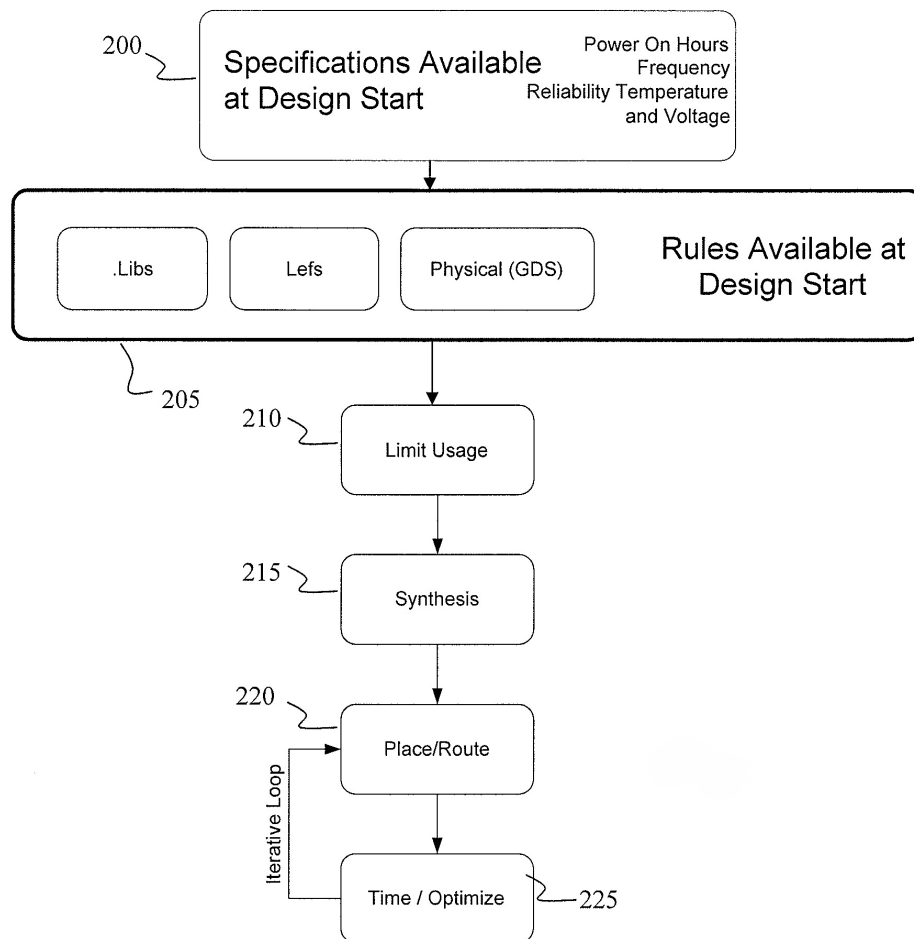 200
Specifications Available
at Design Start
Power On Hours
Frequency
Reliability Temperature
and Voltage
.Libs
Lefs
Physical (GDS)
Rules Available at
Design Start
205
210
Limit Usage
215
Synthesis
220
Place/Route
Iterative Loop
Time / Optimize
225